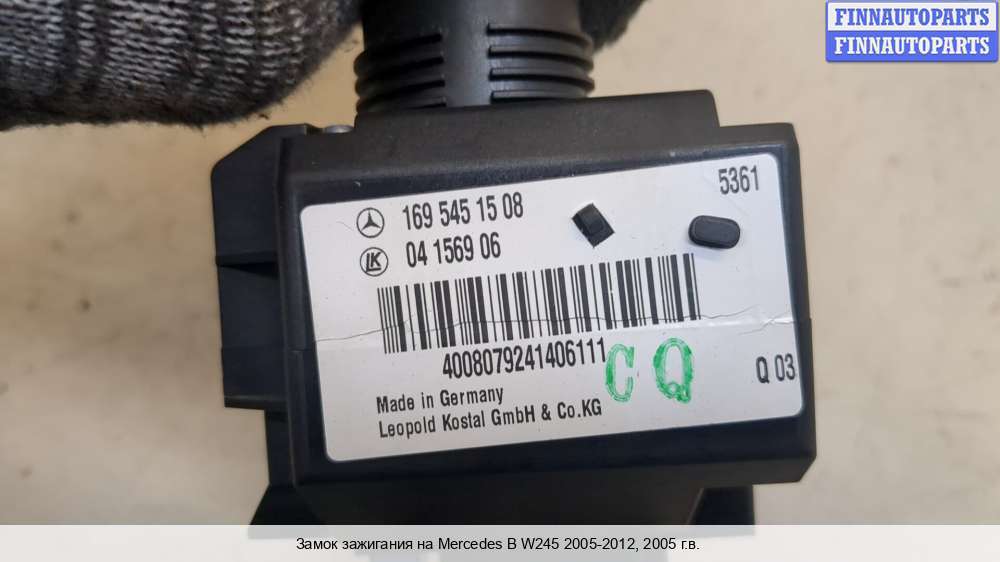 FINNAUTOPARTS
FINNAUTOPARTS
5361
169 545 15 08
LK
04 1569 06
4008079241406111
C Q
Q 03
Made in Germany
Leopold Kostal GmbH & Co.KG
Замок зажигания на Mercedes B W245 2005-2012, 2005 г.в.